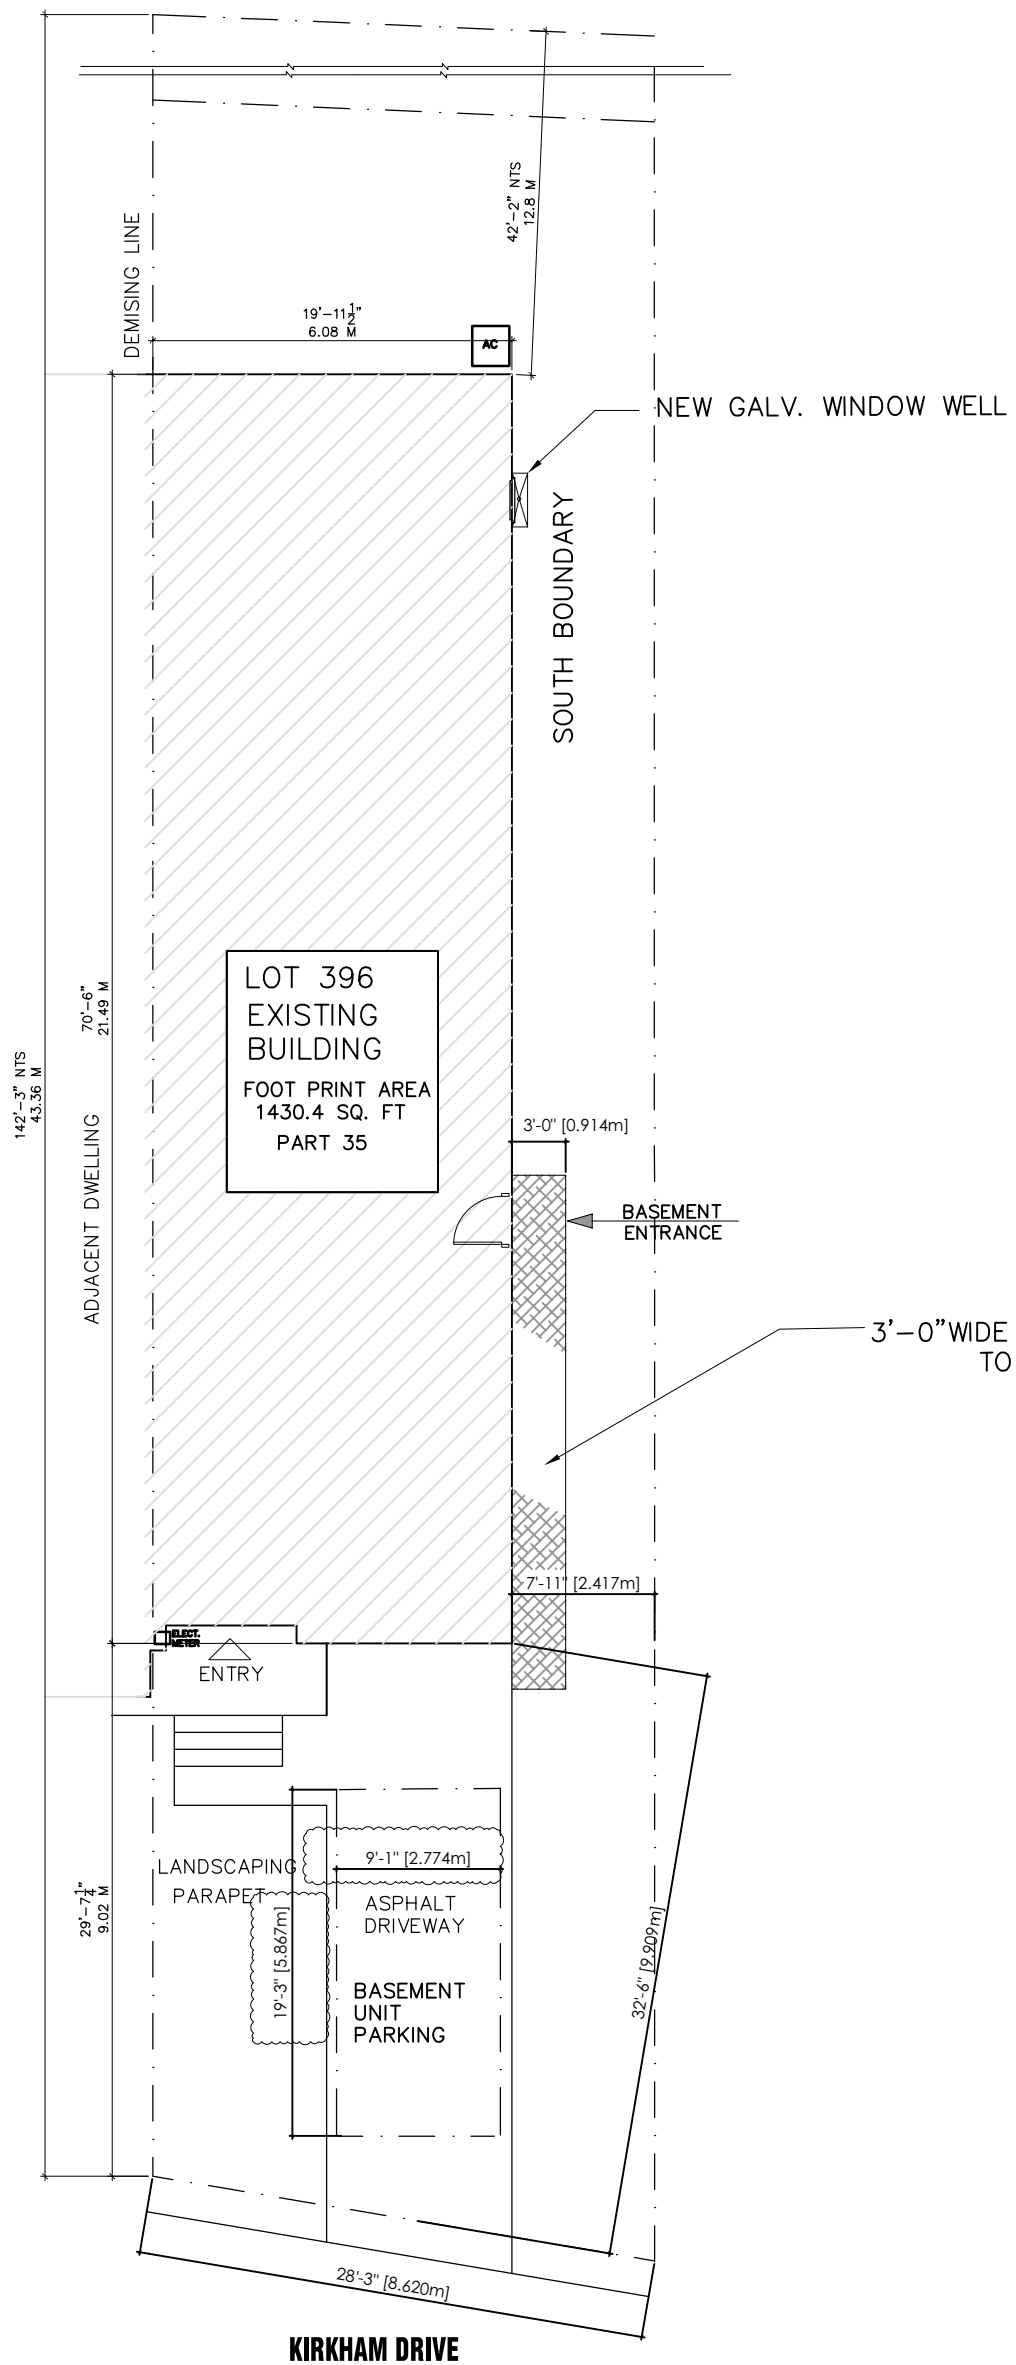 42'-2" NTS
12.8 M
DEMISING LINE
19'-11 1/2"
6.08 M
AC
NEW GALV. WINDOW WELL
SOUTH BOUNDARY
LOT 396
EXISTING
BUILDING
FOOT PRINT AREA
1430.4 SQ. FT
PART 35
70'-6"
21.49 M
142'-3" NTS
43.36 M
ADJACENT DWELLING
3'-0" [0.914m]
BASEMENT
ENTRANCE
3'-0"WIDE
TO
7'-11" [2.417m]
ELECT.
METER
ENTRY
LANDSCAPING
PARAPET
9'-1" [2.774m]
ASPHALT
DRIVEWAY
29'-7 1/4"
9.02 M
19'-3" [5.867m]
BASEMENT
UNIT
PARKING
32'-6" [9.909m]
28'-3" [8.620m]
KIRKHAM DRIVE